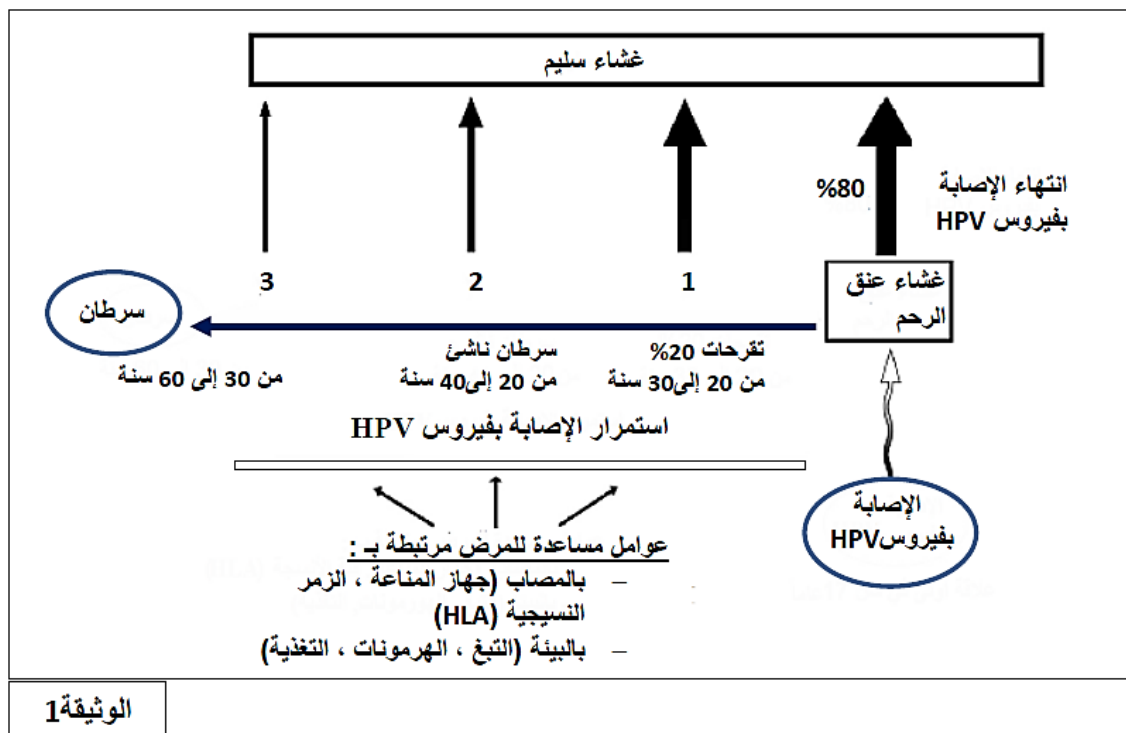 غشاء سليم
انتهاء الإصابة
بفيروس HPV
%80
غشاء عنق
الرحم
1
2
3
سرطان
تقرحات 20%
من 20 إلى30 سنة
سرطان ناشئ
من 20 إلى 40 سنة
من 30 إلى 60 سنة
استمرار الإصابة بفيروس HPV
الإصابة
بفيروسHPV
عوامل مساعدة للمرض مرتبطة بـ :
– بالمصاب (جهاز المناعة ، الزمر
النسيجية (HLA)
– بالبيئة (التبغ ، الهرمونات ، التغذية)
الوثيقة1